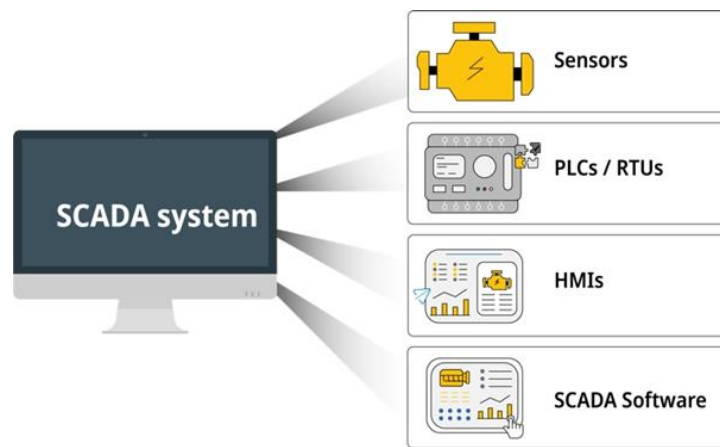 SCADA system
Sensors
PLCs / RTUs
HMIs
SCADA Software